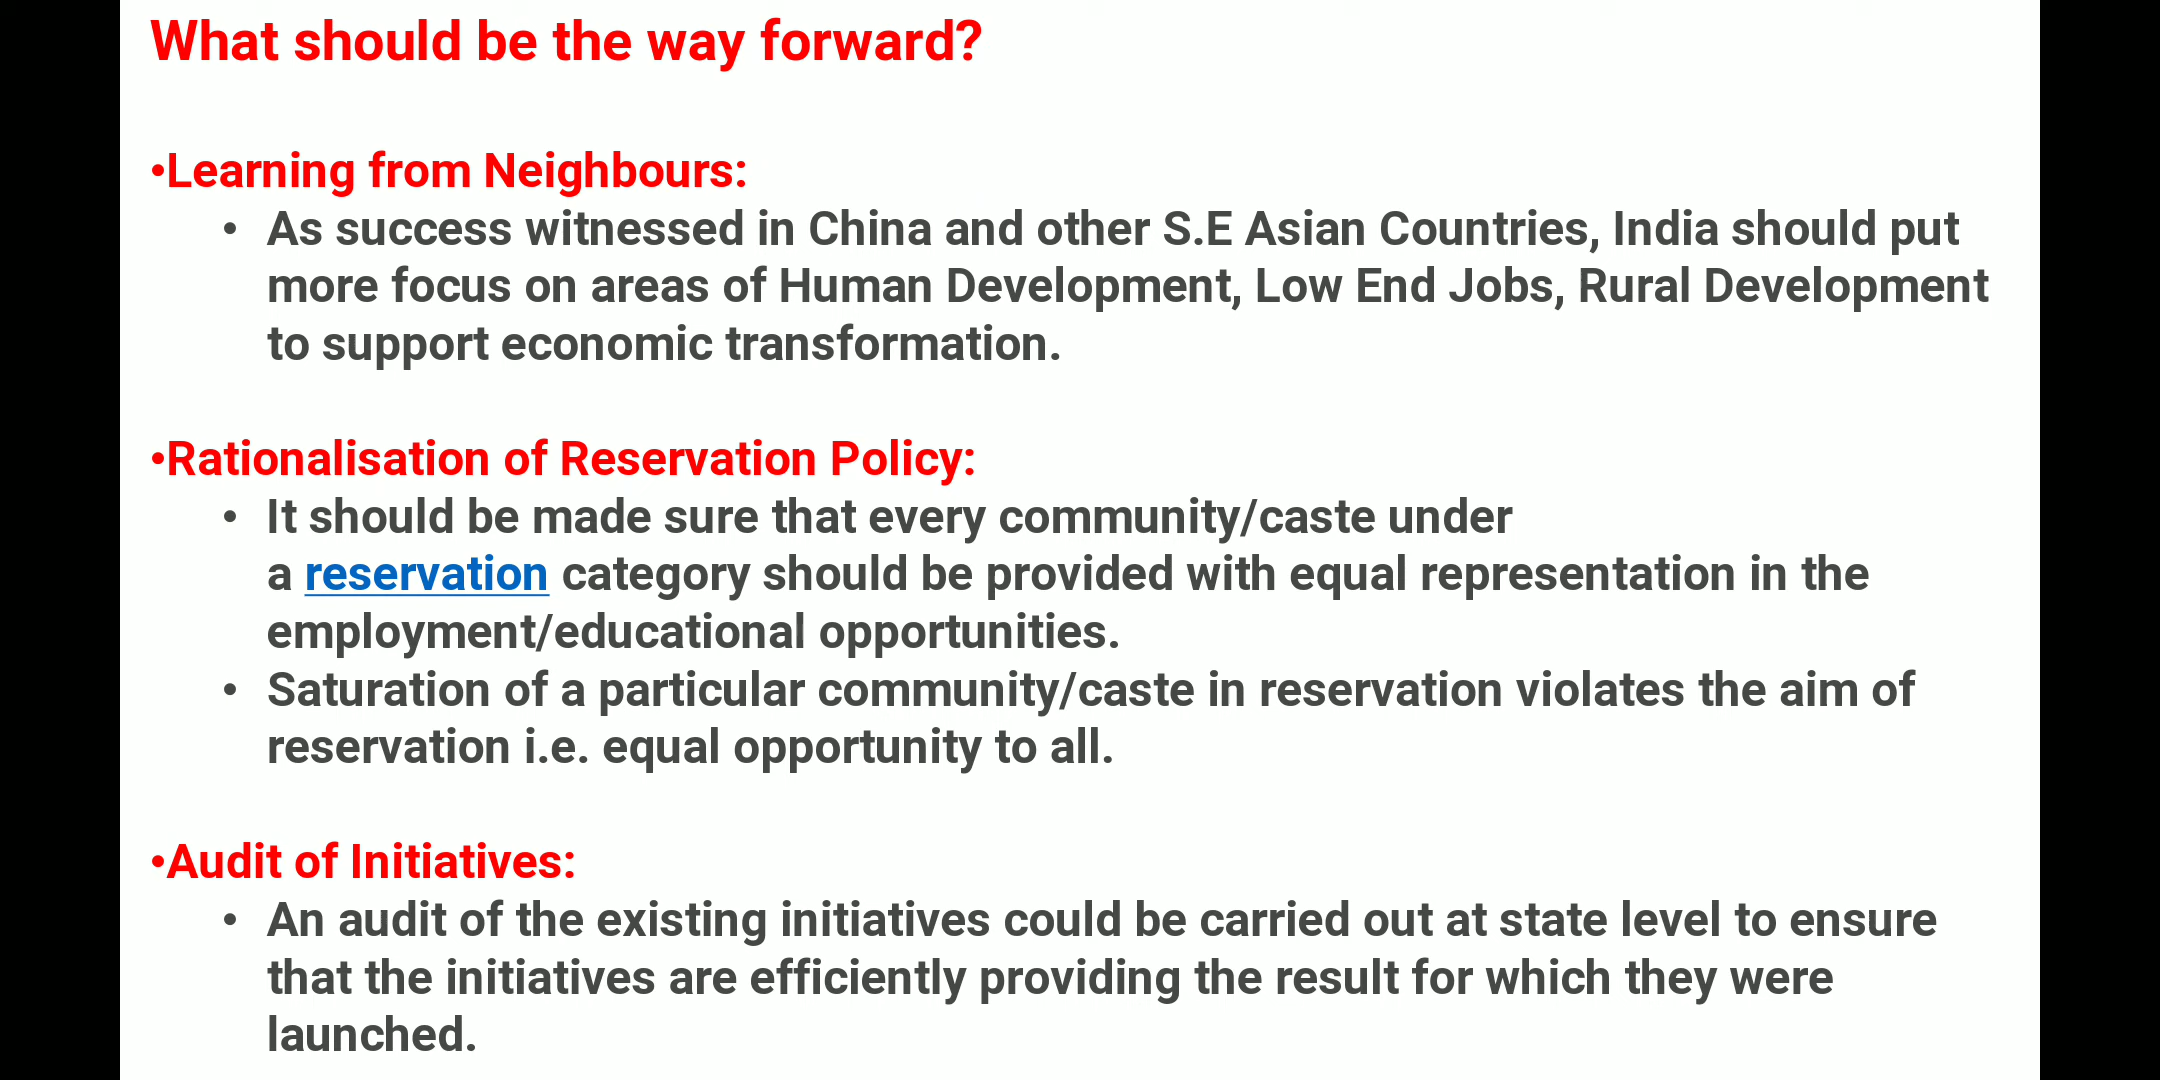 What should be the way forward?
•Learning from Neighbours:
• As success witnessed in China and other S.E Asian Countries, India should put
more focus on areas of Human Development, Low End Jobs, Rural Development
to support economic transformation.
•Rationalisation of Reservation Policy:
• It should be made sure that every community/caste under
a reservation category should be provided with equal representation in the
employment/educational opportunities.
• Saturation of a particular community/caste in reservation violates the aim of
reservation i.e. equal opportunity to all.
•Audit of Initiatives:
• An audit of the existing initiatives could be carried out at state level to ensure
that the initiatives are efficiently providing the result for which they were
launched.